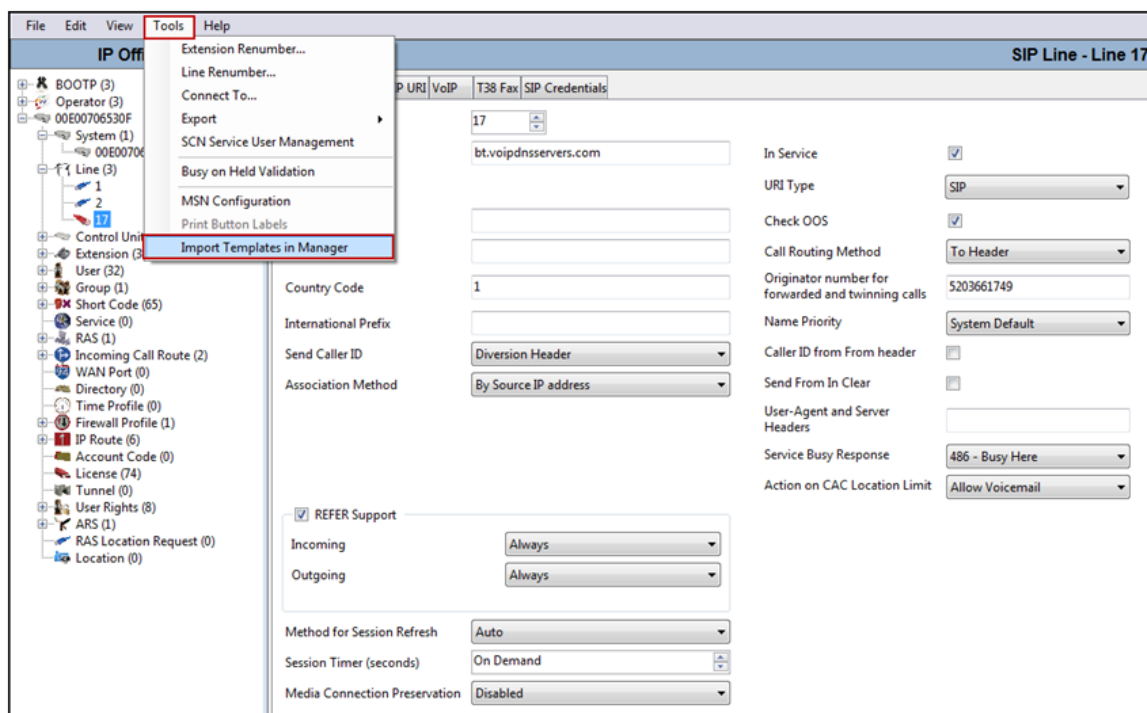 File Edit View Tools Help
IP Offi
SIP Line - Line 17
BOOTP (3)
Operator (3)
00E00706530F
System (1)
00E00706
Line (3)
1
2
17
Control Unit
Extension (3
User (32)
Group (1)
Short Code (65)
Service (0)
RAS (1)
Incoming Call Route (2)
WAN Port (0)
Directory (0)
Time Profile (0)
Firewall Profile (1)
IP Route (6)
Account Code (0)
License (74)
Tunnel (0)
User Rights (8)
ARS (1)
RAS Location Request (0)
Location (0)
Extension Renumber...
Line Renumber...
Connect To...
Export
SCN Service User Management
Busy on Held Validation
MSN Configuration
Print Button Labels
Import Templates in Manager
P URI VoIP T38 Fax SIP Credentials
17
bt.voipdnsservers.com
Country Code 1
International Prefix
Send Caller ID Diversion Header
Association Method By Source IP address
REFER Support
Incoming Always
Outgoing Always
Method for Session Refresh Auto
Session Timer (seconds) On Demand
Media Connection Preservation Disabled
In Service
URI Type SIP
Check OOS
Call Routing Method To Header
Originator number for
forwarded and twinning calls 5203661749
Name Priority System Default
Caller ID from From header
Send From In Clear
User-Agent and Server
Headers
Service Busy Response 486 - Busy Here
Action on CAC Location Limit Allow Voicemail